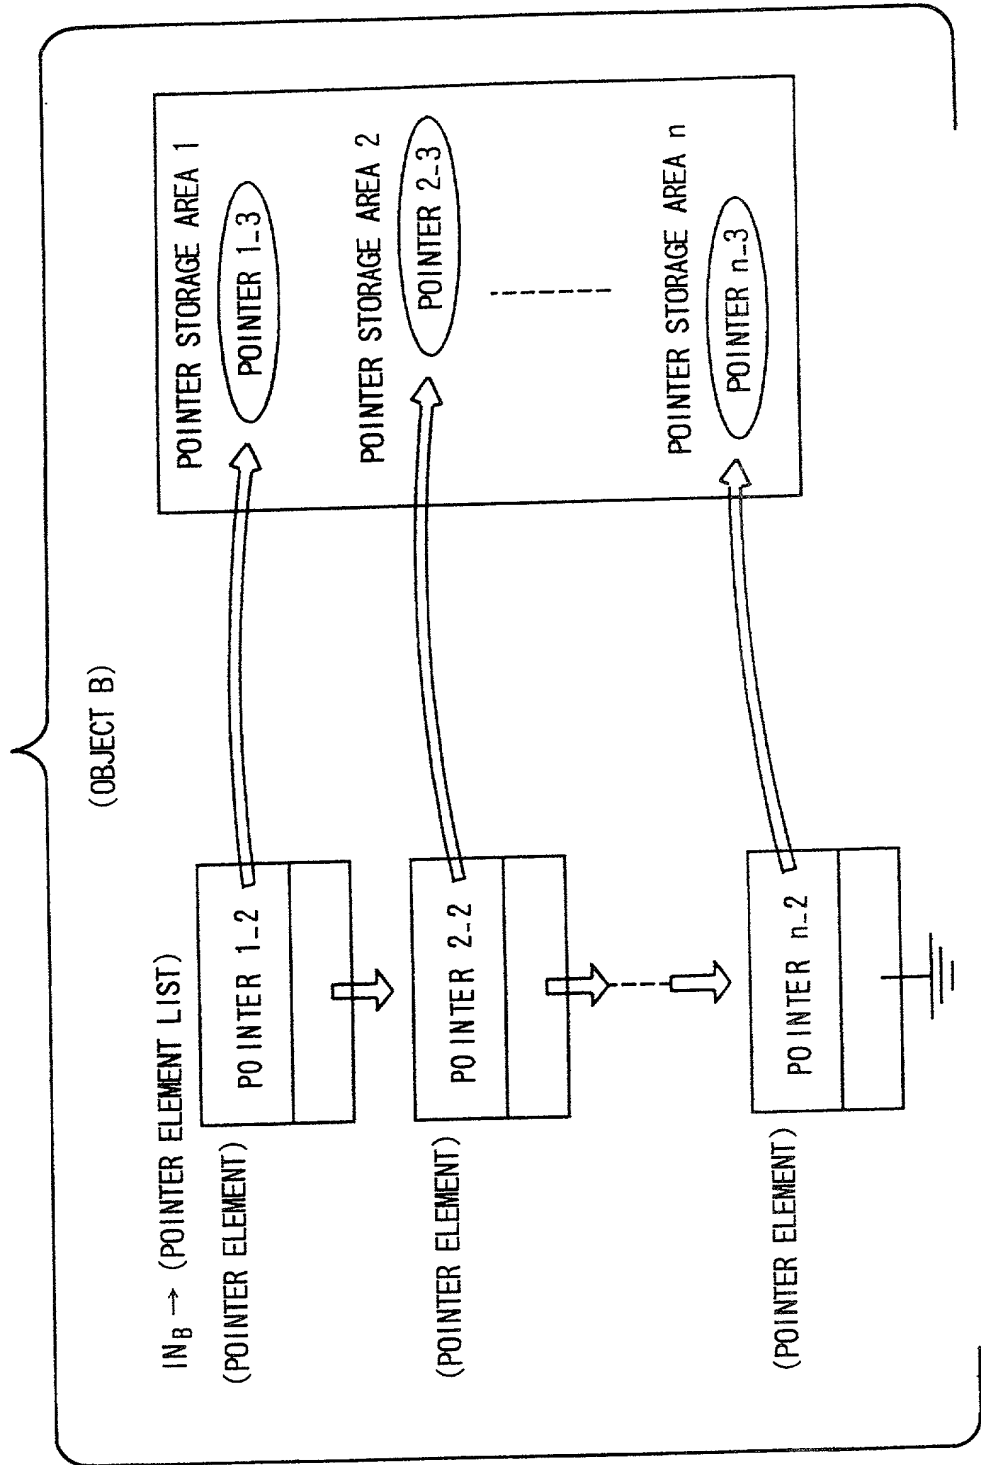 (OBJECT B)
IN_B → (POINTER ELEMENT LIST)
(POINTER ELEMENT)
POINTER 1_2
POINTER STORAGE AREA 1
POINTER 1_3
(POINTER ELEMENT)
POINTER 2_2
POINTER STORAGE AREA 2
POINTER 2_3
(POINTER ELEMENT)
POINTER n_2
POINTER STORAGE AREA n
POINTER n_3